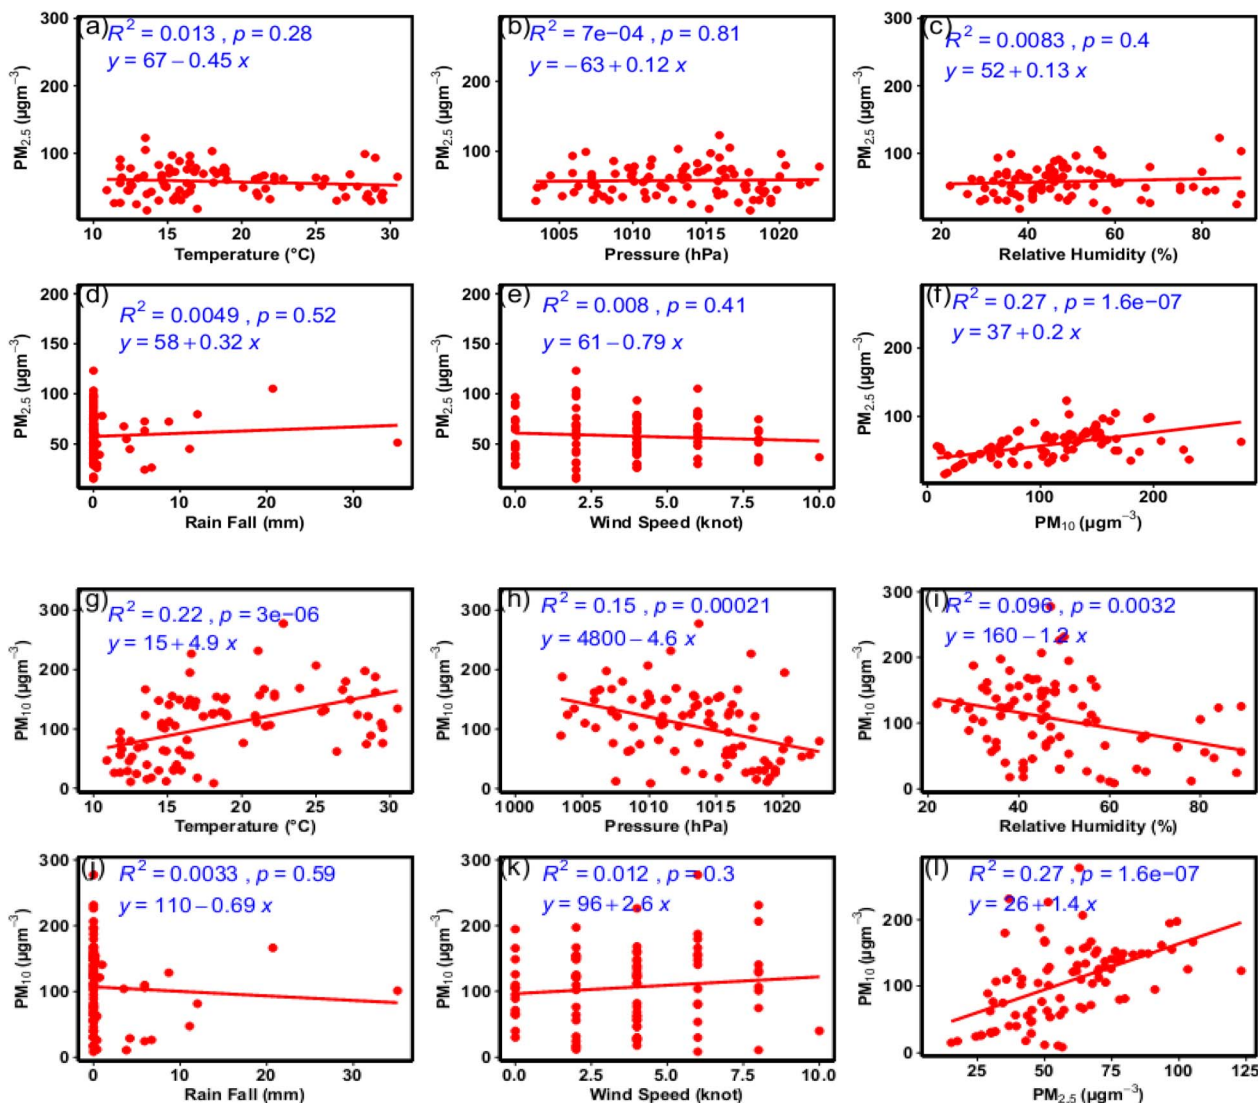 (a) R² = 0.013 , p = 0.28
y = 67 − 0.45 x
300
200
100
0
PM₂.₅ (µgm⁻³)
10 15 20 25 30
Temperature (°C)
(b) R² = 7e−04 , p = 0.81
y = −63 + 0.12 x
200
100
0
PM₂.₅ (µgm⁻³)
1005 1010 1015 1020
Pressure (hPa)
(c) R² = 0.0083 , p = 0.4
y = 52 + 0.13 x
300
200
100
0
PM₂.₅ (µgm⁻³)
20 40 60 80
Relative Humidity (%)
(d) R² = 0.0049 , p = 0.52
y = 58 + 0.32 x
200
150
100
50
PM₂.₅ (µgm⁻³)
0 10 20 30
Rain Fall (mm)
(e) R² = 0.008 , p = 0.41
y = 61 − 0.79 x
200
150
100
50
PM₂.₅ (µgm⁻³)
0.0 2.5 5.0 7.5 10.0
Wind Speed (knot)
(f) R² = 0.27 , p = 1.6e−07
y = 37 + 0.2 x
200
100
0
PM₂.₅ (µgm⁻³)
0 100 200
PM₁₀ (µgm⁻³)
(g) R² = 0.22 , p = 3e−06
y = 15 + 4.9 x
300
200
100
0
PM₁₀ (µgm⁻³)
10 15 20 25 30
Temperature (°C)
(h) R² = 0.15 , p = 0.00021
y = 4800 − 4.6 x
300
200
100
0
PM₁₀ (µgm⁻³)
1000 1005 1010 1015 1020
Pressure (hPa)
(i) R² = 0.096 , p = 0.0032
y = 160 − 1.2 x
300
200
100
0
PM₁₀ (µgm⁻³)
20 40 60 80
Relative Humidity (%)
(j) R² = 0.0033 , p = 0.59
y = 110 − 0.69 x
300
200
100
0
PM₁₀ (µgm⁻³)
0 10 20 30
Rain Fall (mm)
(k) R² = 0.012 , p = 0.3
y = 96 + 2.6 x
300
200
100
0
PM₁₀ (µgm⁻³)
0.0 2.5 5.0 7.5 10.0
Wind Speed (knot)
(l) R² = 0.27 , p = 1.6e−07
y = 26 + 1.4 x
200
100
0
PM₁₀ (µgm⁻³)
25 50 75 100 125
PM₂.₅ (µgm⁻³)